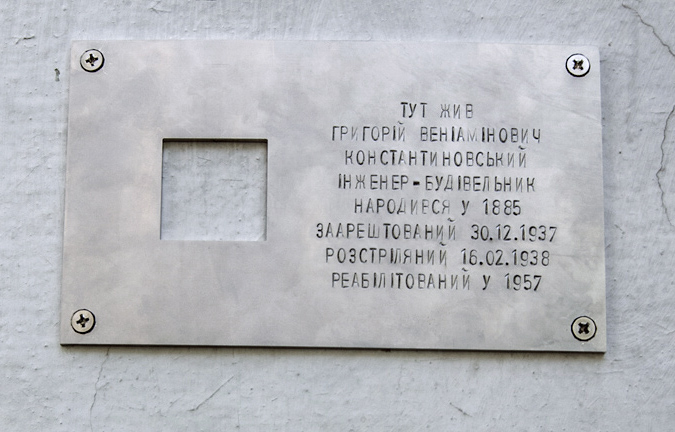 ТУТ ЖИВ
ГРИГОРІЙ ВЕНІАМІНОВИЧ
КОНСТАНТИНОВСЬКИЙ
ІНЖЕНЕР-БУДІВЕЛЬНИК
НАРОДИВСЯ У 1885
ЗААРЕШТОВАНИЙ 30.12.1937
РОЗСТРІЛЯНИЙ 16.02.1938
РЕАБІЛІТОВАНИЙ У 1957